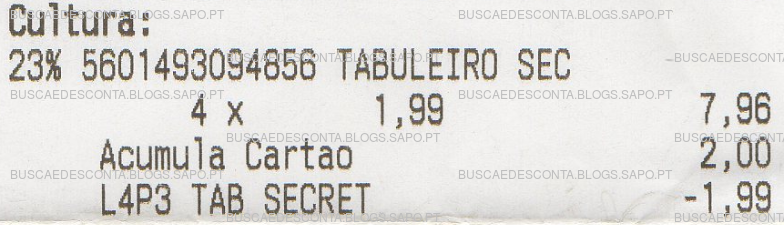 Cultura:
23% 5601493094856 TABULEIRO SEC
4 x 1,99 7,96
Acumula Cartao 2,00
L4P3 TAB SECRET -1,99
BUSCAEDESCONTA.BLOGS.SAPO.PT